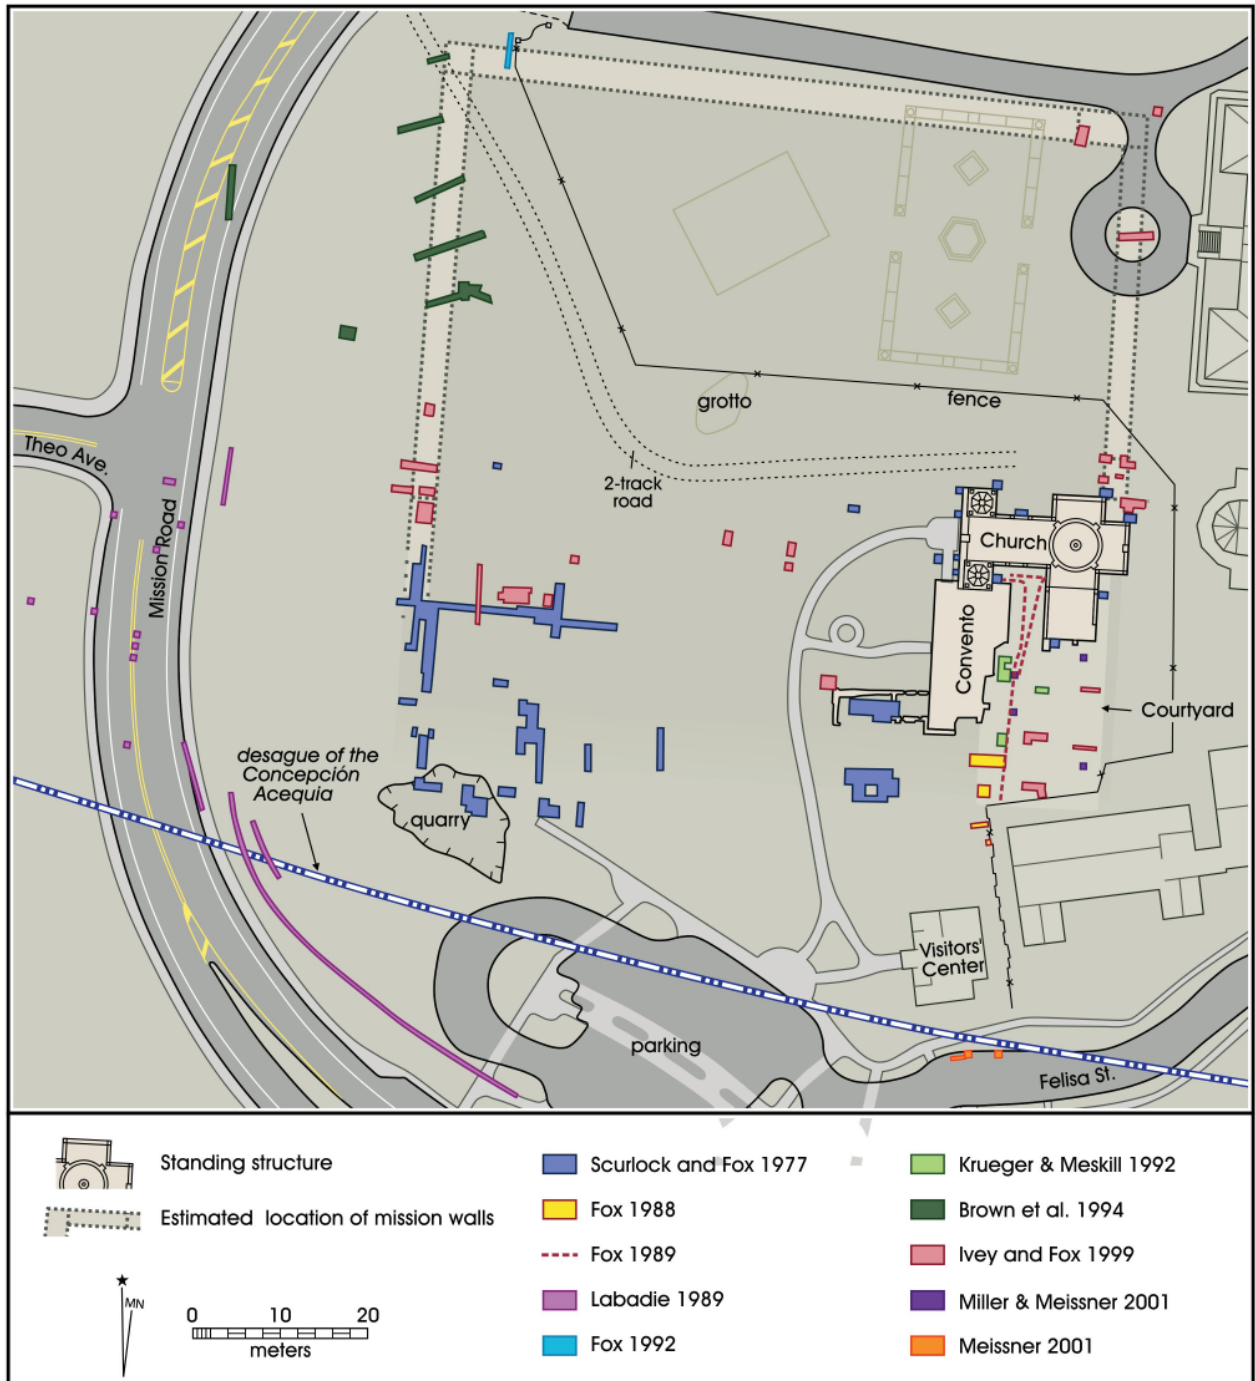 grotto
fence
Theo Ave.
2-track
road
Mission Road
Church
Convento
Courtyard
desague of the
Concepción
Acequia
quarry
Visitors'
Center
parking
Felisa St.
Standing structure
Estimated location of mission walls
MN
0 10 20
meters
Scurlock and Fox 1977
Fox 1988
Fox 1989
Labadie 1989
Fox 1992
Krueger & Meskill 1992
Brown et al. 1994
Ivey and Fox 1999
Miller & Meissner 2001
Meissner 2001